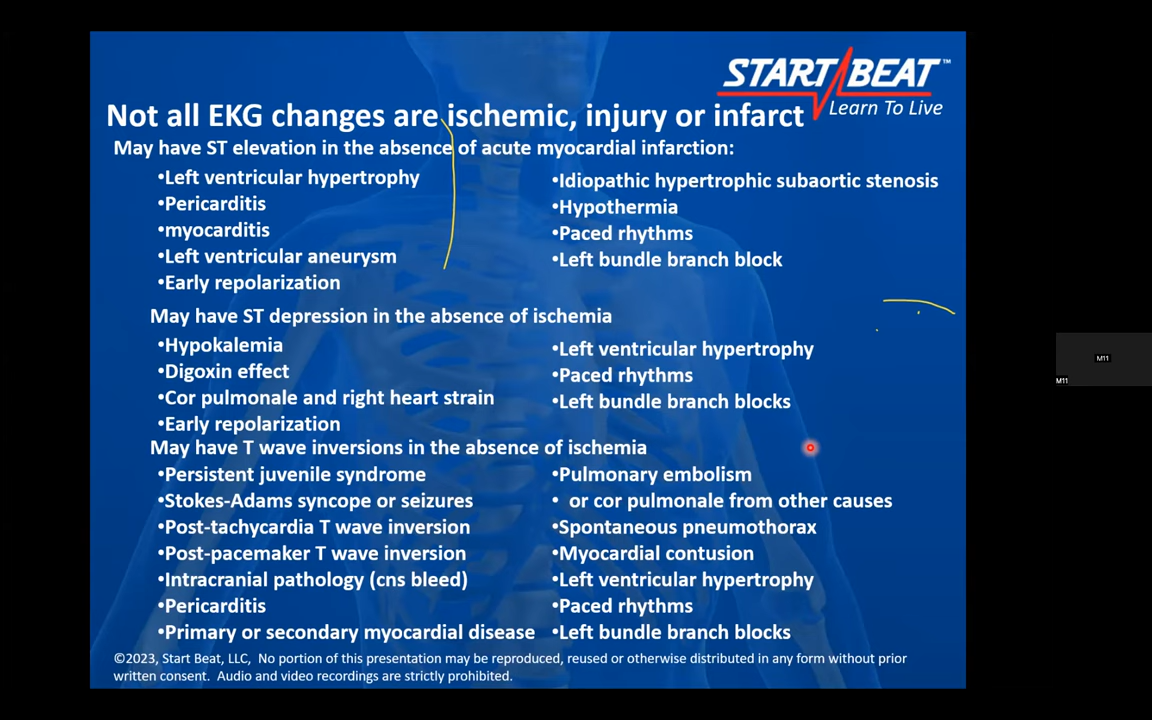 START BEAT™
Learn To Live
Not all EKG changes are ischemic, injury or infarct
May have ST elevation in the absence of acute myocardial infarction:
•Left ventricular hypertrophy
•Pericarditis
•myocarditis
•Left ventricular aneurysm
•Early repolarization
•Idiopathic hypertrophic subaortic stenosis
•Hypothermia
•Paced rhythms
•Left bundle branch block
May have ST depression in the absence of ischemia
•Hypokalemia
•Digoxin effect
•Cor pulmonale and right heart strain
•Early repolarization
•Left ventricular hypertrophy
•Paced rhythms
•Left bundle branch blocks
May have T wave inversions in the absence of ischemia
•Persistent juvenile syndrome
•Stokes-Adams syncope or seizures
•Post-tachycardia T wave inversion
•Post-pacemaker T wave inversion
•Intracranial pathology (cns bleed)
•Pericarditis
•Primary or secondary myocardial disease
•Pulmonary embolism
• or cor pulmonale from other causes
•Spontaneous pneumothorax
•Myocardial contusion
•Left ventricular hypertrophy
•Paced rhythms
•Left bundle branch blocks
©2023, Start Beat, LLC, No portion of this presentation may be reproduced, reused or otherwise distributed in any form without prior
written consent. Audio and video recordings are strictly prohibited.
M11
M11